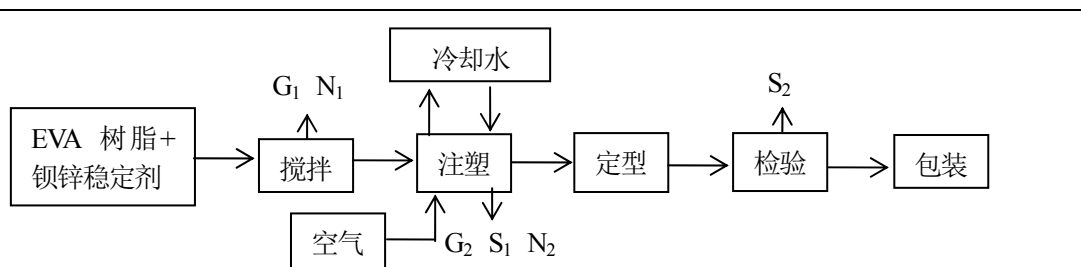 冷却水
G₁ N₁
S₂
EVA 树脂+
钡锌稳定剂
搅拌
注塑
定型
检验
包装
空气
G₂ S₁ N₂